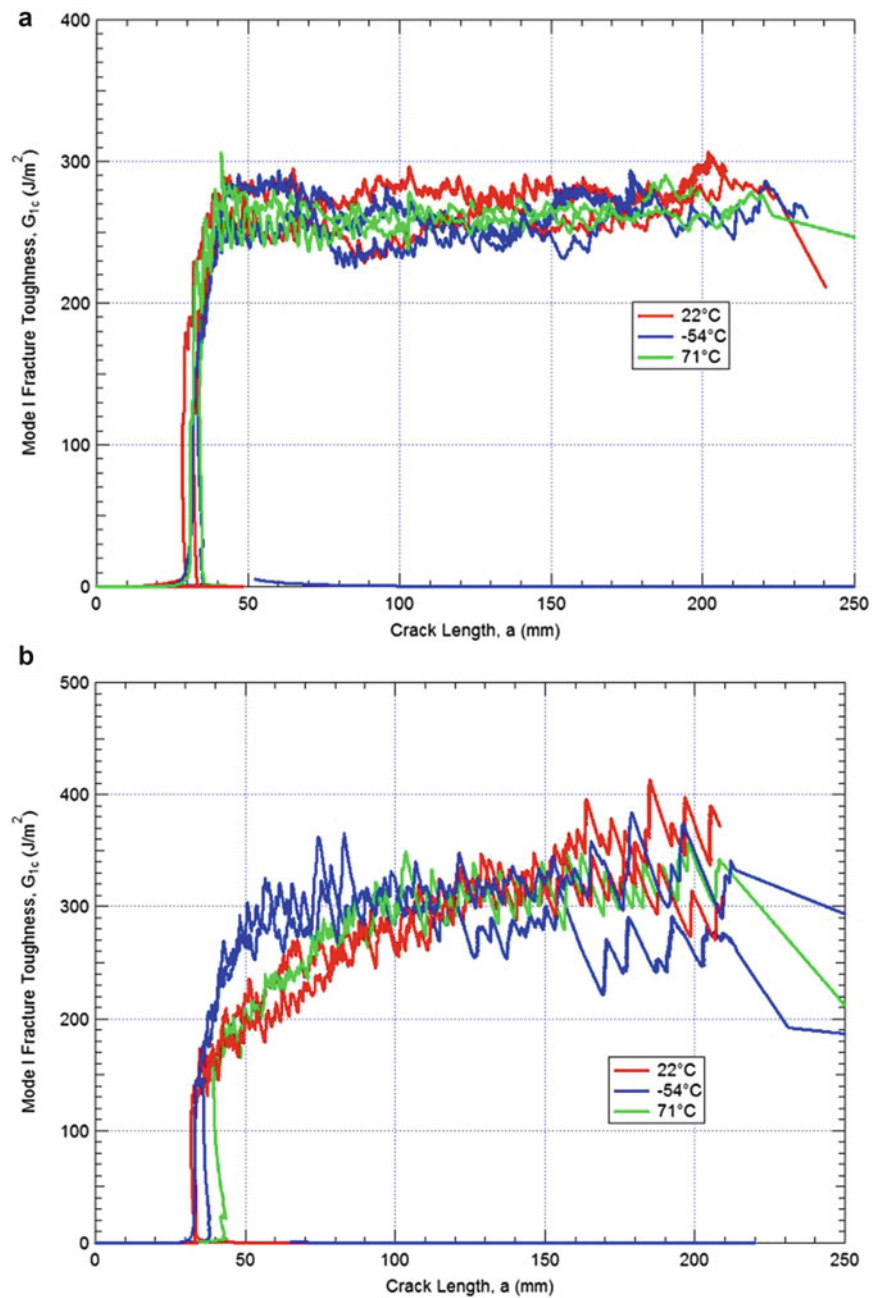 a
400
300
200
100
0
Mode I Fracture Toughness, G1c (J/m2)
22°C
-54°C
71°C
0 50 100 150 200 250
Crack Length, a (mm)
b
500
400
300
200
100
0
Mode I Fracture Toughness, G1c (J/m2)
22°C
-54°C
71°C
0 50 100 150 200 250
Crack Length, a (mm)